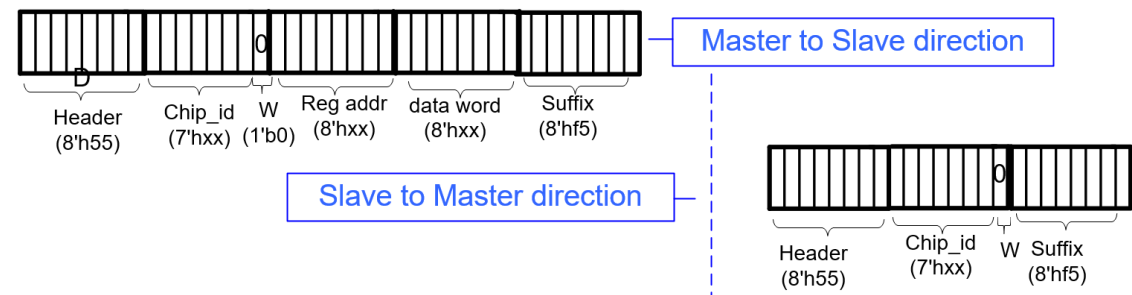 0
D
Header
(8'h55)
Chip_id
(7'hxx)
W
(1'b0)
Reg addr
(8'hxx)
data word
(8'hxx)
Suffix
(8'hf5)
Master to Slave direction
Slave to Master direction
0
Header
(8'h55)
Chip_id
(7'hxx)
W
Suffix
(8'hf5)